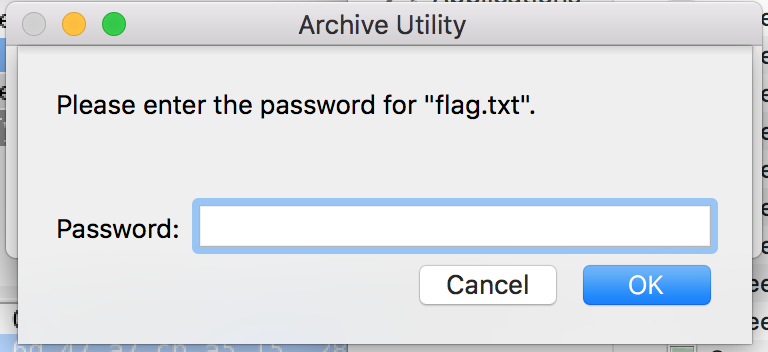 Archive Utility
Please enter the password for "flag.txt".
Password:
Cancel
OK